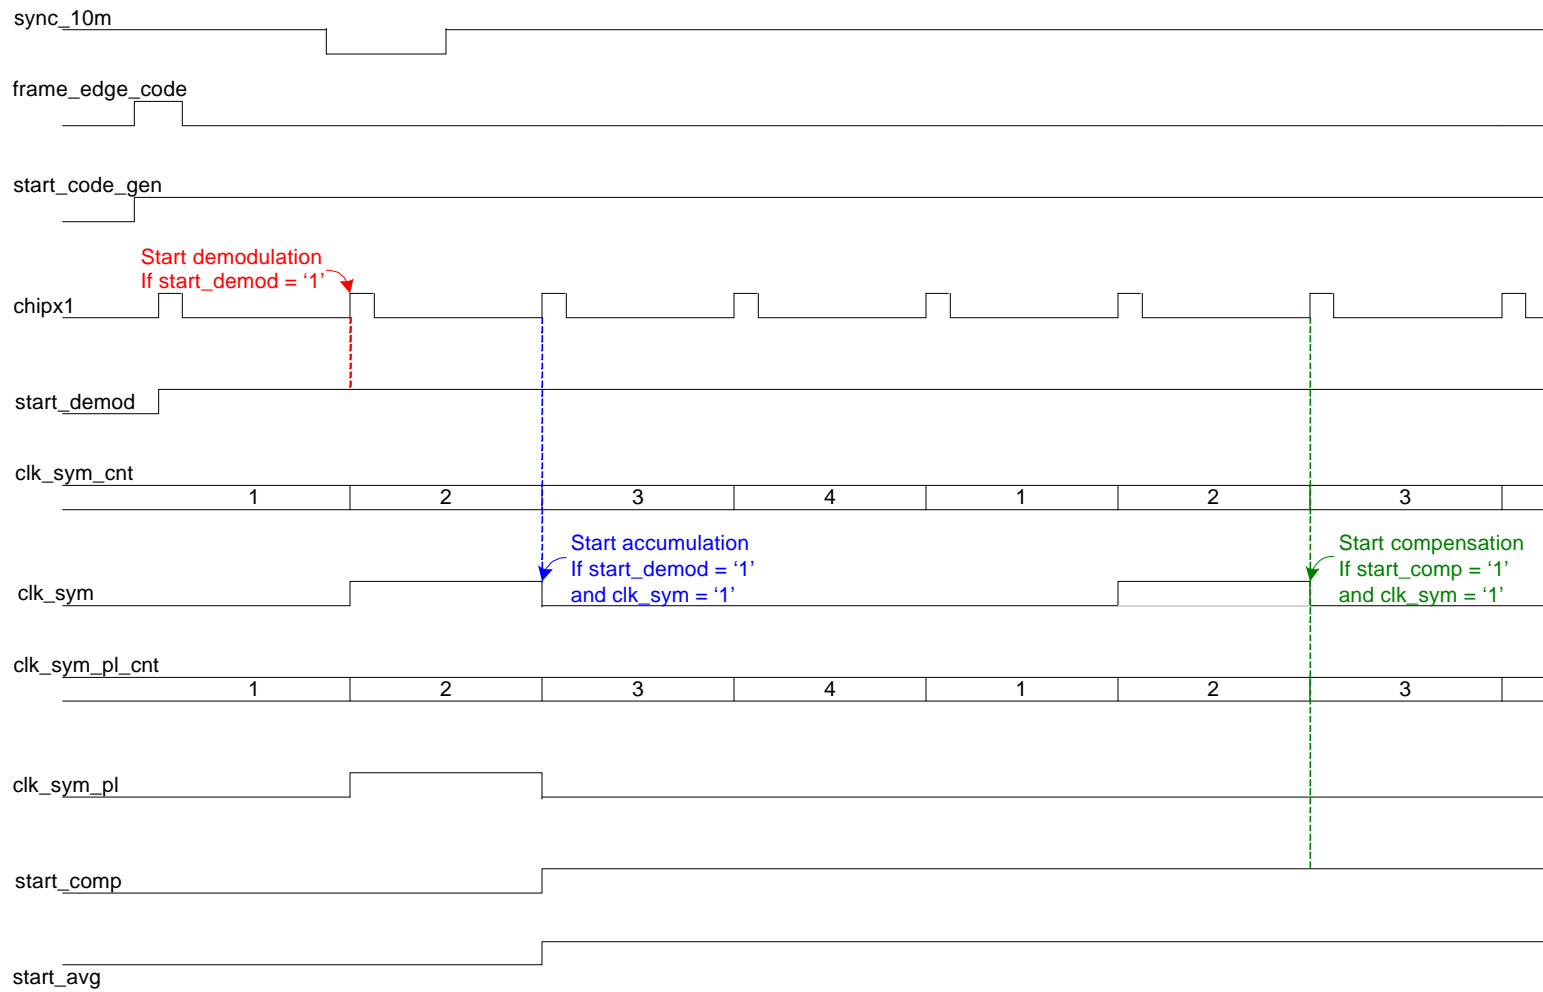 sync_10m
frame_edge_code
start_code_gen
Start demodulation
If start_demod = ‘1’
chipx1
start_demod
clk_sym_cnt
1 2 3 4 1 2 3
Start accumulation
If start_demod = ‘1’
and clk_sym = ‘1’
Start compensation
If start_comp = ‘1’
and clk_sym = ‘1’
clk_sym
clk_sym_pl_cnt
1 2 3 4 1 2 3
clk_sym_pl
start_comp
start_avg